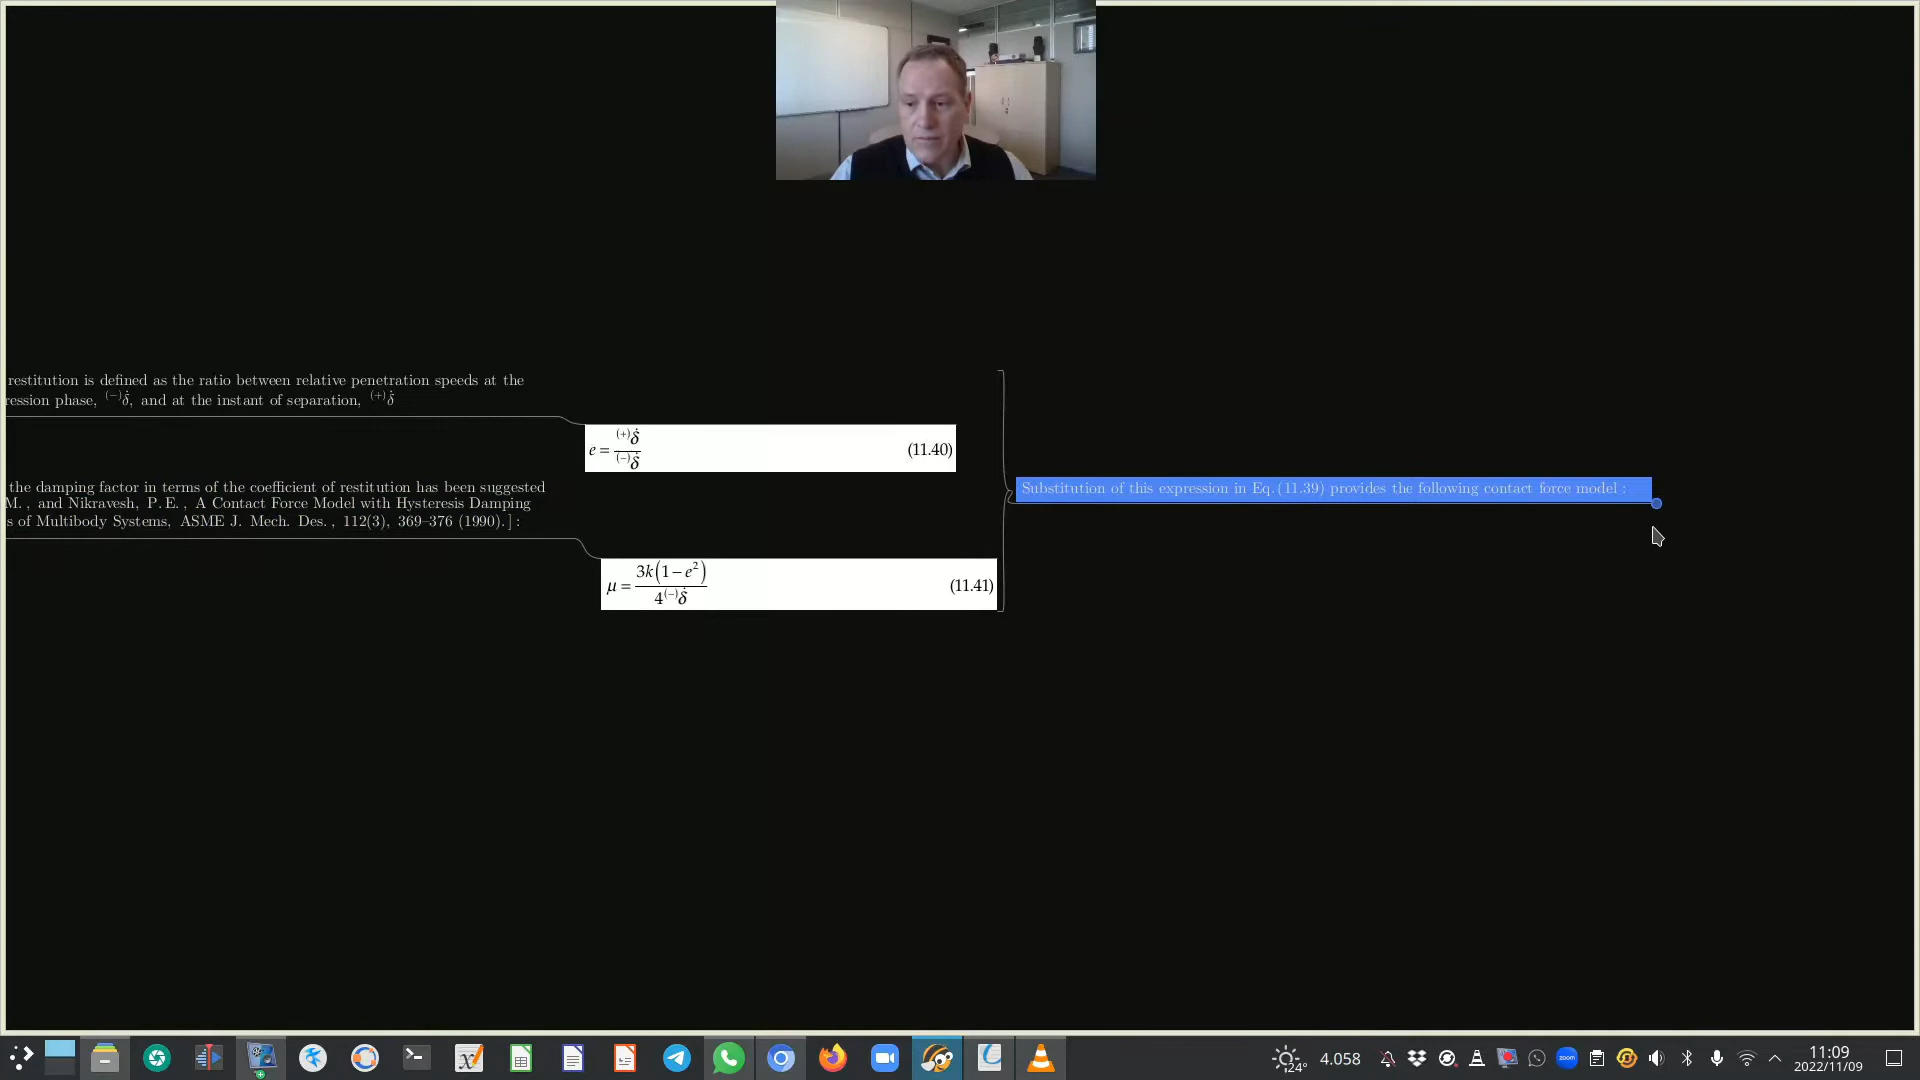 restitution is defined as the ratio between relative penetration speeds at the
ression phase, ⁽⁻⁾δ̇, and at the instant of separation, ⁽⁺⁾δ̇
e = ⁽⁺⁾δ̇ / ⁽⁻⁾δ̇ (11.40)
the damping factor in terms of the coefficient of restitution has been suggested
M., and Nikravesh, P.E., A Contact Force Model with Hysteresis Damping
s of Multibody Systems, ASME J. Mech. Des., 112(3), 369–376 (1990).]:
μ = 3k(1 − e²) / 4⁽⁻⁾δ̇ (11.41)
Substitution of this expression in Eq.(11.39) provides the following contact force model :
zoom
24°
4.058
zoom
11:09
2022/11/09